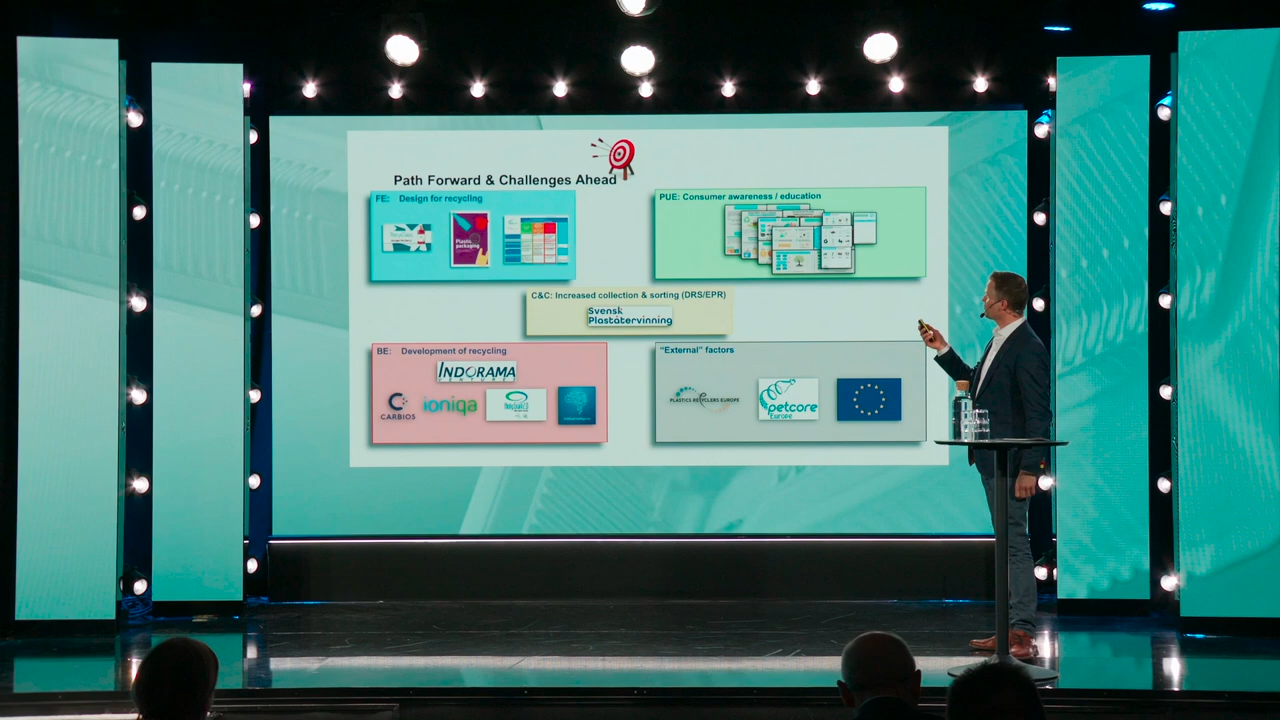 Path Forward & Challenges Ahead
FE: Design for recycling
Plastic
packaging
PUE: Consumer awareness / education
C&C: Increased collection & sorting (DRS/EPR)
Svensk
Plaståtervinning
BE: Development of recycling
INDORAMA
VENTURES
CARBIOS
ioniqa
"External" factors
PLASTICS RECYCLERS EUROPE
petcore
Europe